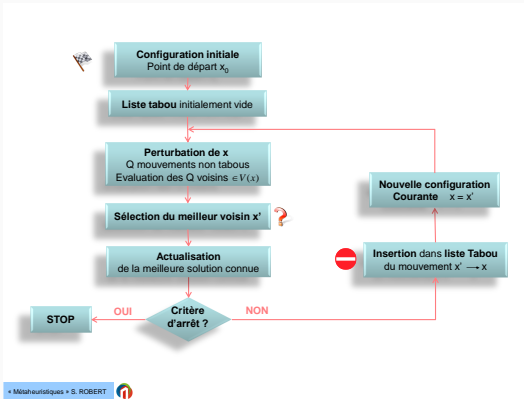 Configuration initiale
Point de départ x0
Liste tabou initialement vide
Perturbation de x
Q mouvements non tabous
Evaluation des Q voisins ∈V(x)
Sélection du meilleur voisin x'
Actualisation
de la meilleure solution connue
Critère
d'arrêt ?
OUI
STOP
NON
Insertion dans liste Tabou
du mouvement x' → x
Nouvelle configuration
Courante x = x'
« Métaheuristiques » S. ROBERT